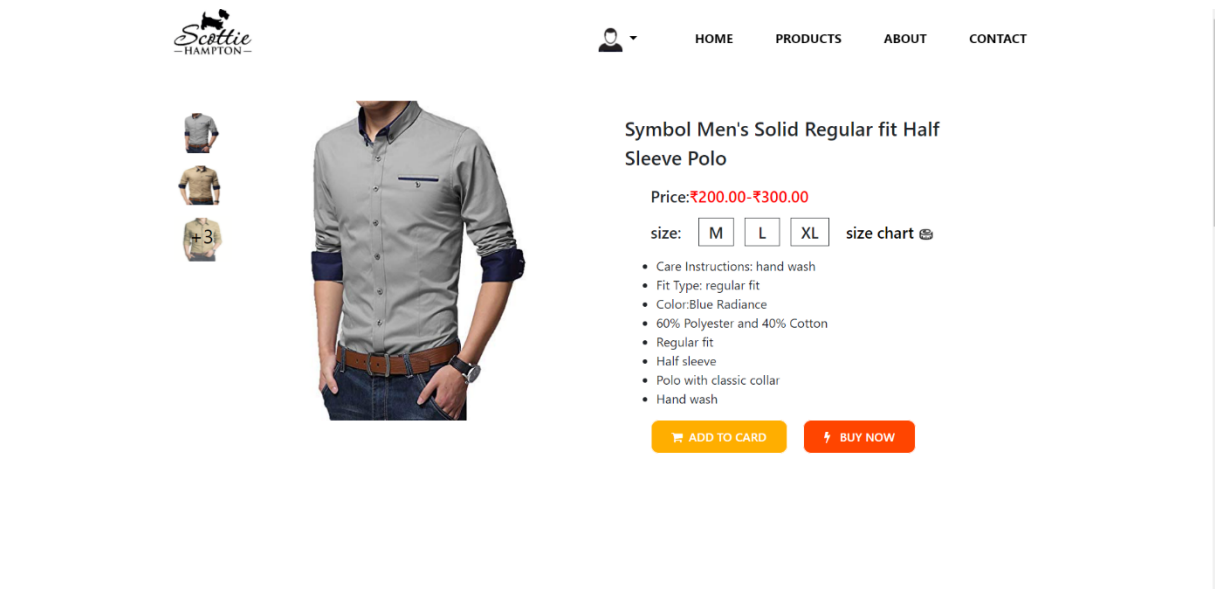 Scottie
HAMPTON
HOME PRODUCTS ABOUT CONTACT
+3
Symbol Men's Solid Regular fit Half
Sleeve Polo
Price:₹200.00-₹300.00
size: M L XL size chart
Care Instructions: hand wash
Fit Type: regular fit
Color:Blue Radiance
60% Polyester and 40% Cotton
Regular fit
Half sleeve
Polo with classic collar
Hand wash
ADD TO CARD BUY NOW